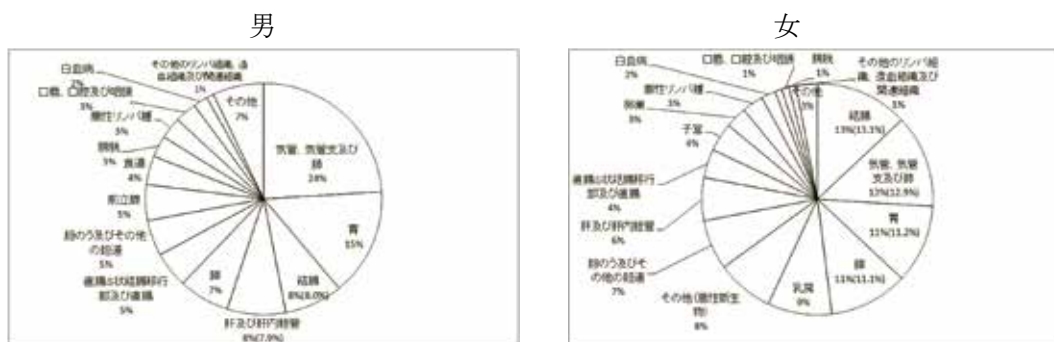 男
女
白血病
2%
その他のリンパ組織、造
血組織及び関連組織
1%
口唇、口腔及び咽頭
3%
その他
7%
悪性リンパ腫
3%
膀胱
3%
食道
4%
前立腺
5%
胆のう及びその他
の胆道
5%
直腸S状結腸移行
部及び直腸
5%
膵
7%
肝及び肝内胆管
8%(7.9%)
結腸
8%(8.0%)
胃
15%
気管、気管支及び
肺
24%
白血病
2%
口唇、口腔及び咽頭
1%
膀胱
1%
その他のリンパ組
織、造血組織及び
関連組織
1%
その他
3%
悪性リンパ腫
3%
卵巣
3%
子宮
4%
直腸S状結腸移行
部及び直腸
4%
肝及び肝内胆管
6%
胆のう及びそ
の他の胆道
7%
その他(悪性新生
物)
8%
乳房
9%
膵
11%(11.1%)
胃
11%(11.2%)
気管、気管
支及び肺
13%(12.9%)
結腸
13%(13.1%)